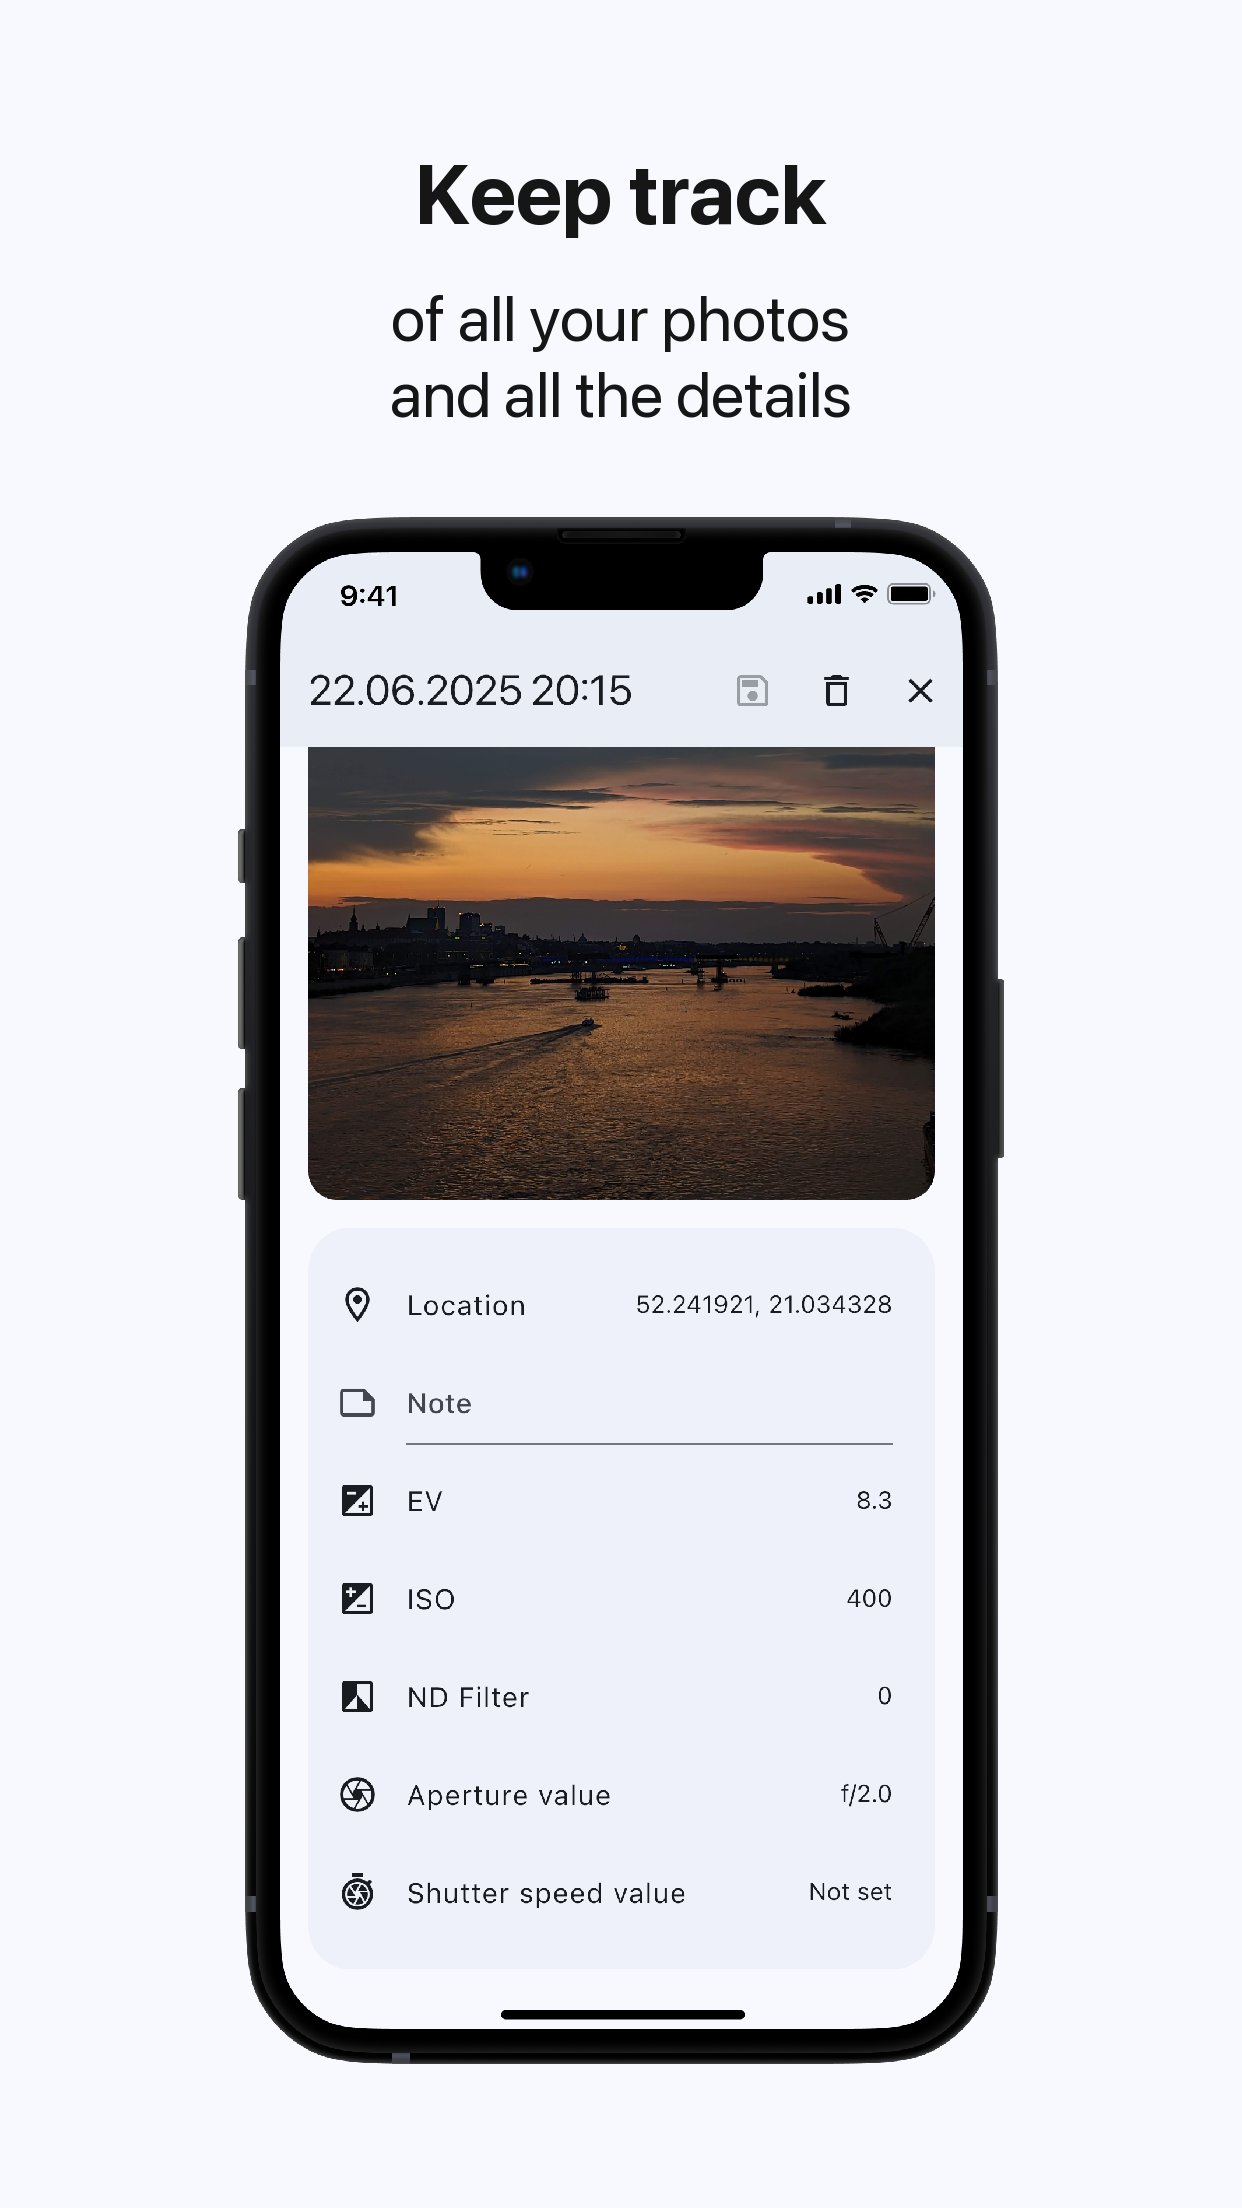 Keep track
of all your photos
and all the details
9:41
22.06.2025 20:15
Location 52.241921, 21.034328
Note
EV 8.3
ISO 400
ND Filter 0
Aperture value f/2.0
Shutter speed value Not set